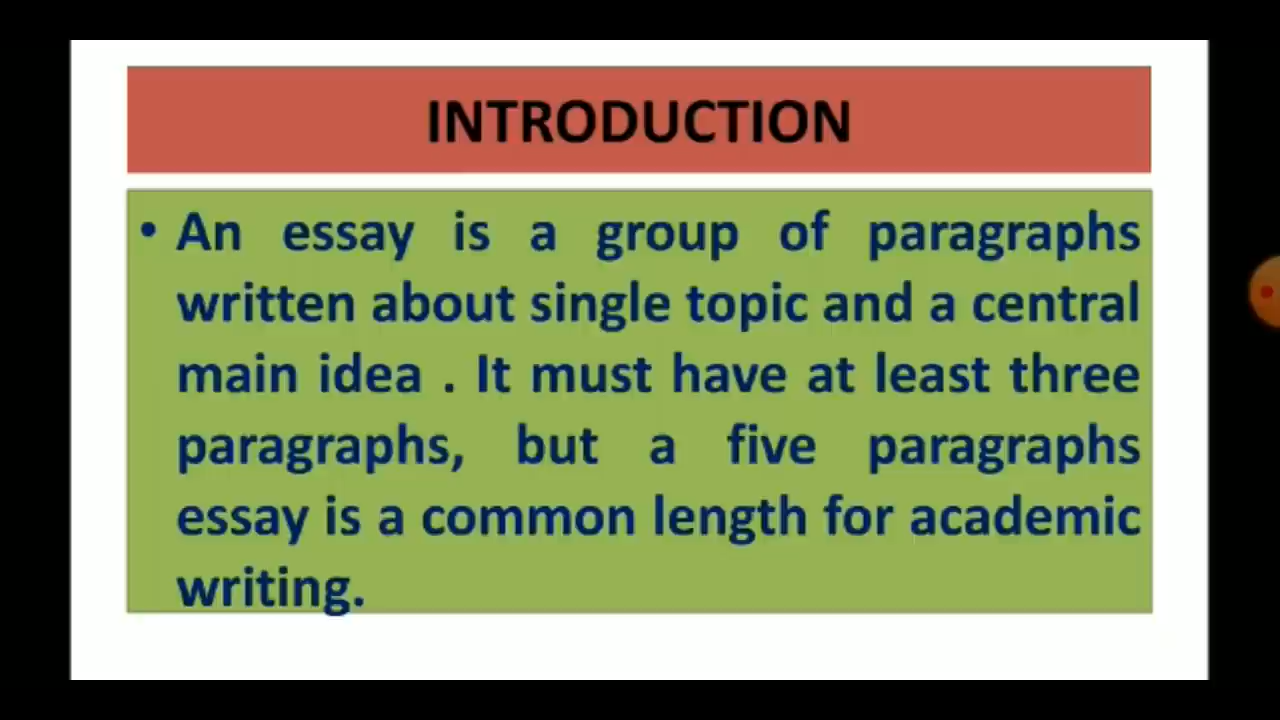 INTRODUCTION
• An essay is a group of paragraphs
written about single topic and a central
main idea . It must have at least three
paragraphs, but a five paragraphs
essay is a common length for academic
writing.